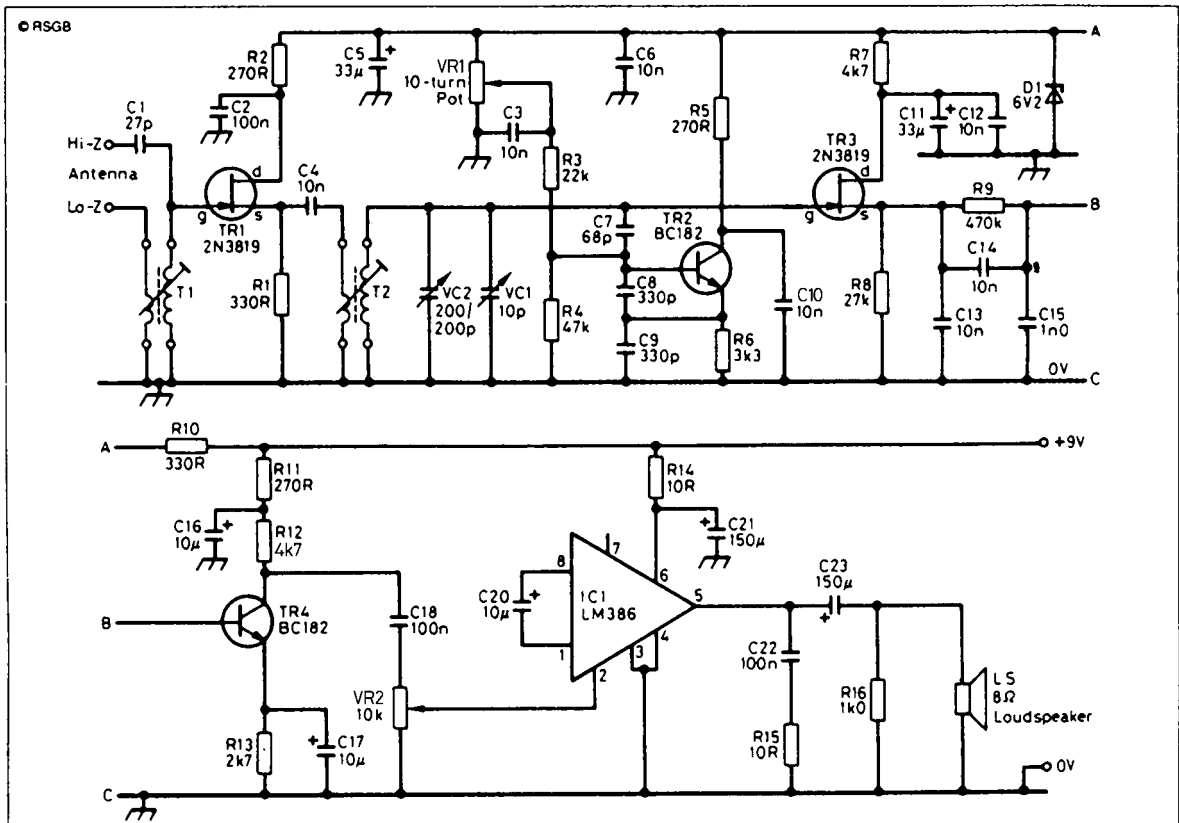 © RSGB
R2
270R
C5
33µ
+
VR1
10-turn
Pot
C6
10n
R7
4k7
A
D1
6V2
C1
27p
C2
100n
C3
10n
R5
270R
C11
33µ
+
C12
10n
Hi-Z
Antenna
Lo-Z
C4
10n
R3
22k
TR3
2N3819
d
g
s
TR1
2N3819
d
g
s
C7
68p
TR2
BC182
R9
470k
B
T1
R1
330R
T2
VC2
200/
200p
VC1
10p
R4
47k
C8
330p
C9
330p
R6
3k3
C10
10n
R8
27k
C14
10n
C13
10n
C15
1n0
0V
C
A
R10
330R
+9V
R11
270R
R14
10R
C16
10µ
+
R12
4k7
C21
150µ
+
8
7
6
C20
10µ
+
IC1
LM386
5
C23
150µ
+
B
TR4
BC182
C18
100n
1
2
3
4
C22
100n
VR2
10k
R16
1k0
LS
8Ω
Loudspeaker
R13
2k7
C17
10µ
+
R15
10R
C
0V